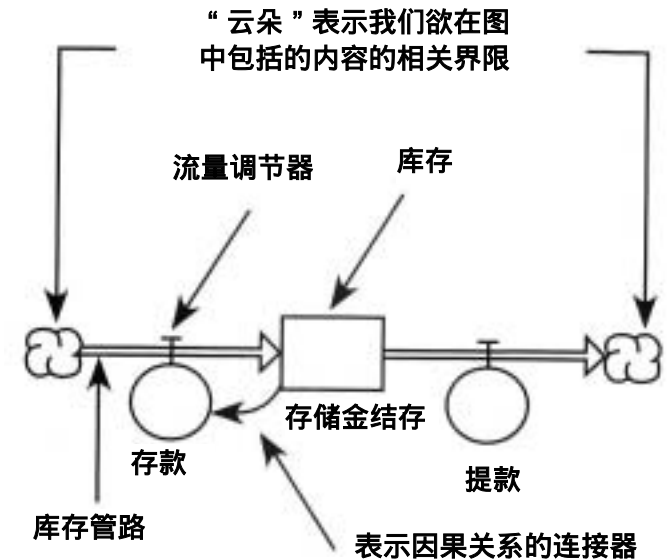 “云朵”表示我们欲在图
中包括的内容的相关界限
流量调节器
库存
存储金结存
存款
提款
库存管路
表示因果关系的连接器